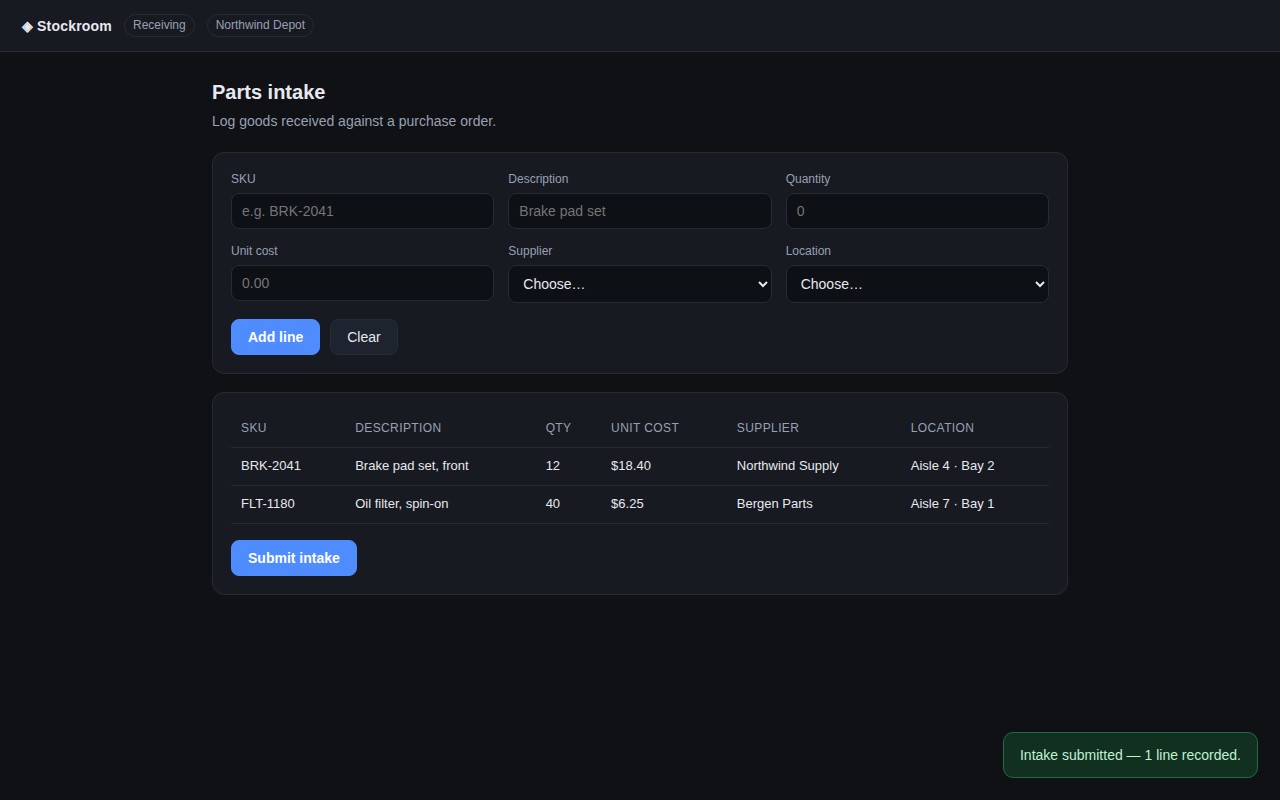 ◈ Stockroom Receiving Northwind Depot
Parts intake
Log goods received against a purchase order.
SKU Description Quantity
e.g. BRK-2041 Brake pad set 0
Unit cost Supplier Location
0.00 Choose… Choose…
Add line Clear
SKU DESCRIPTION QTY UNIT COST SUPPLIER LOCATION
BRK-2041 Brake pad set, front 12 $18.40 Northwind Supply Aisle 4 · Bay 2
FLT-1180 Oil filter, spin-on 40 $6.25 Bergen Parts Aisle 7 · Bay 1
Submit intake
Intake submitted — 1 line recorded.